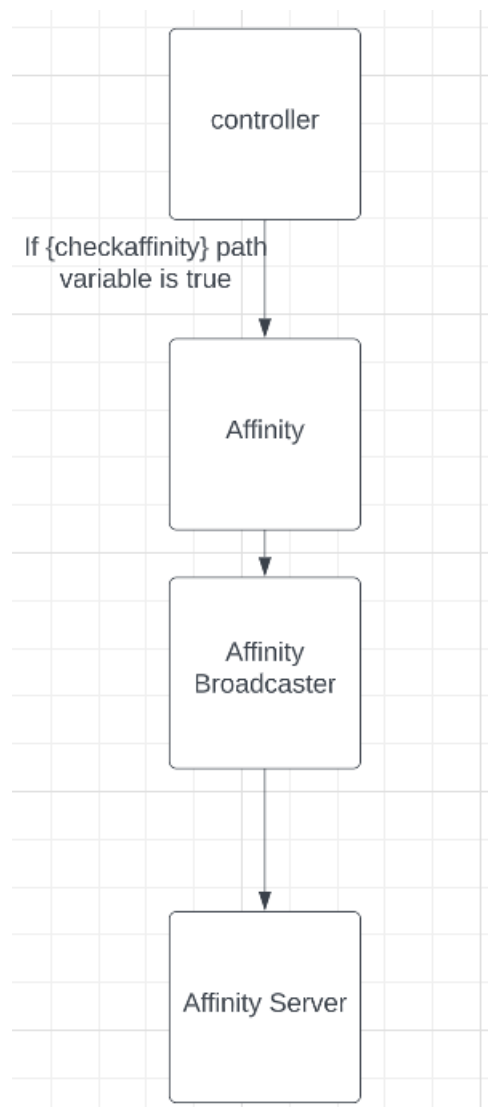 controller
If {checkaffinity} path
variable is true
Affinity
Affinity
Broadcaster
Affinity Server